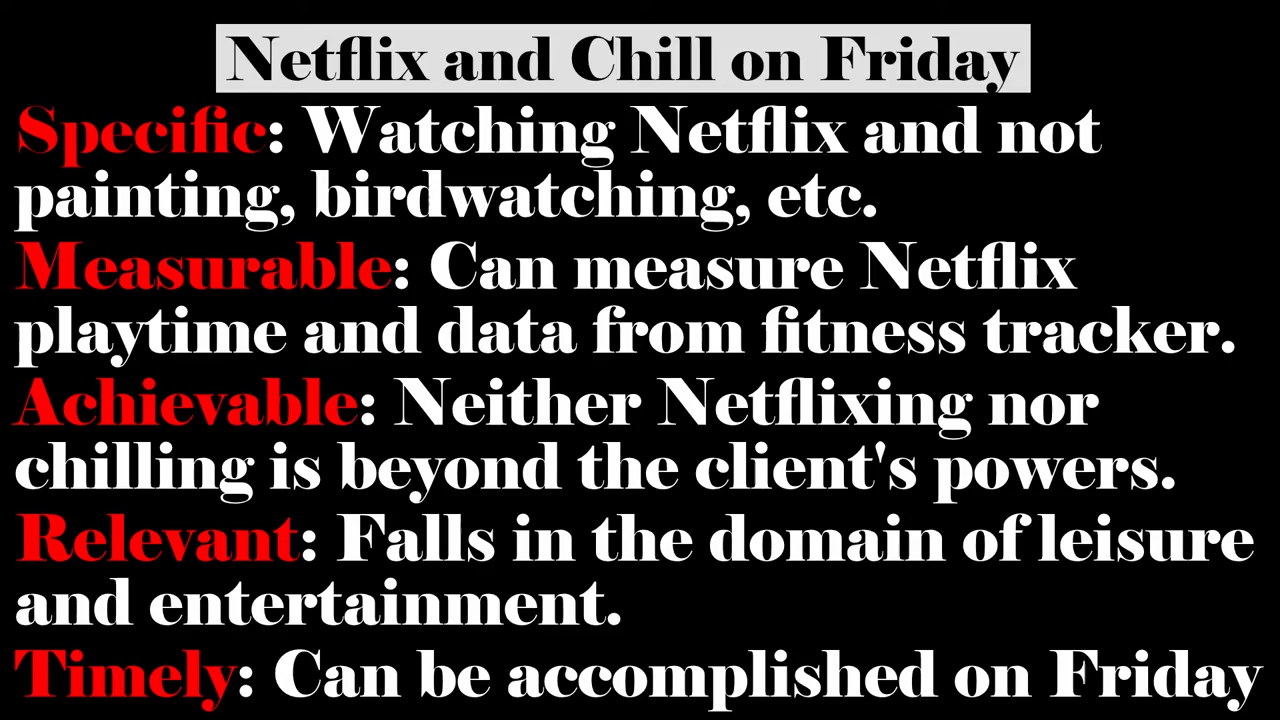 Netflix and Chill on Friday
Specific: Watching Netflix and not
painting, birdwatching, etc.
Measurable: Can measure Netflix
playtime and data from fitness tracker.
Achievable: Neither Netflixing nor
chilling is beyond the client's powers.
Relevant: Falls in the domain of leisure
and entertainment.
Timely: Can be accomplished on Friday